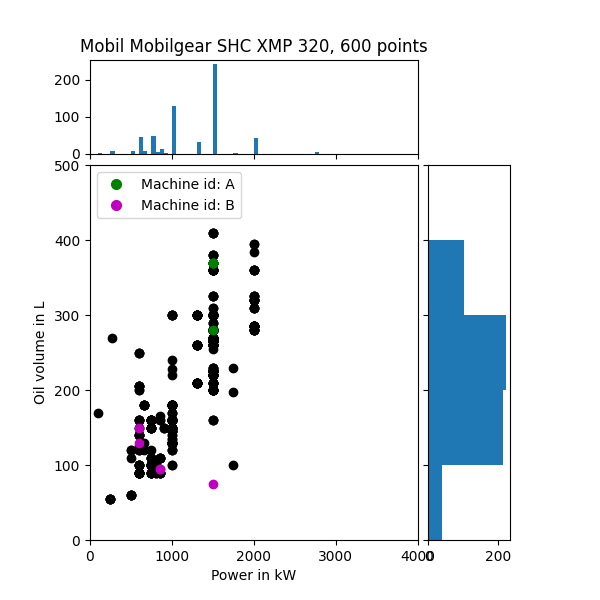 Mobil Mobilgear SHC XMP 320, 600 points
200
100
0
500
400
300
200
100
0
Oil volume in L
Machine id: A
Machine id: B
0 1000 2000 3000 4000
Power in kW
0 200